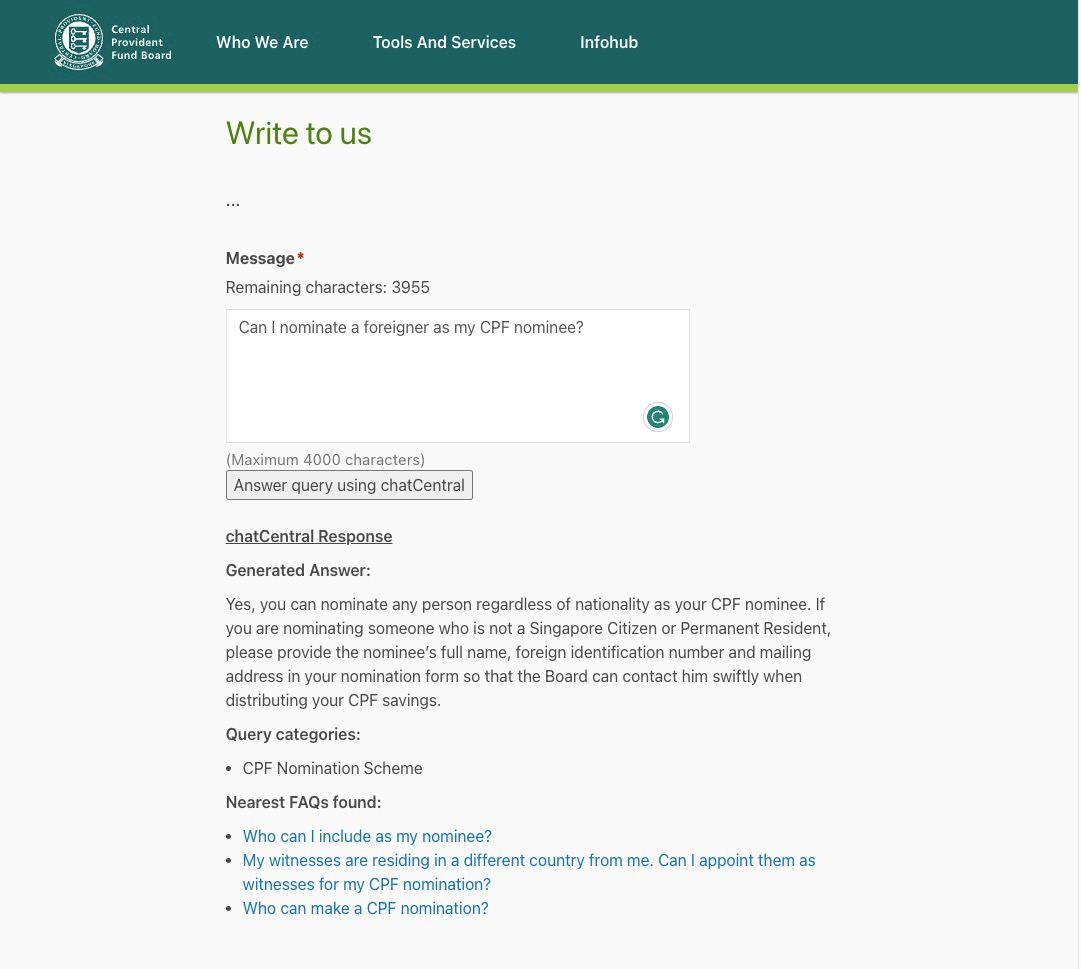 Central
Provident
Fund Board
Who We Are
Tools And Services
Infohub
Write to us
...
Message*
Remaining characters: 3955
Can I nominate a foreigner as my CPF nominee?
(Maximum 4000 characters)
Answer query using chatCentral
chatCentral Response
Generated Answer:
Yes, you can nominate any person regardless of nationality as your CPF nominee. If
you are nominating someone who is not a Singapore Citizen or Permanent Resident,
please provide the nominee’s full name, foreign identification number and mailing
address in your nomination form so that the Board can contact him swiftly when
distributing your CPF savings.
Query categories:
• CPF Nomination Scheme
Nearest FAQs found:
• Who can I include as my nominee?
• My witnesses are residing in a different country from me. Can I appoint them as
witnesses for my CPF nomination?
• Who can make a CPF nomination?